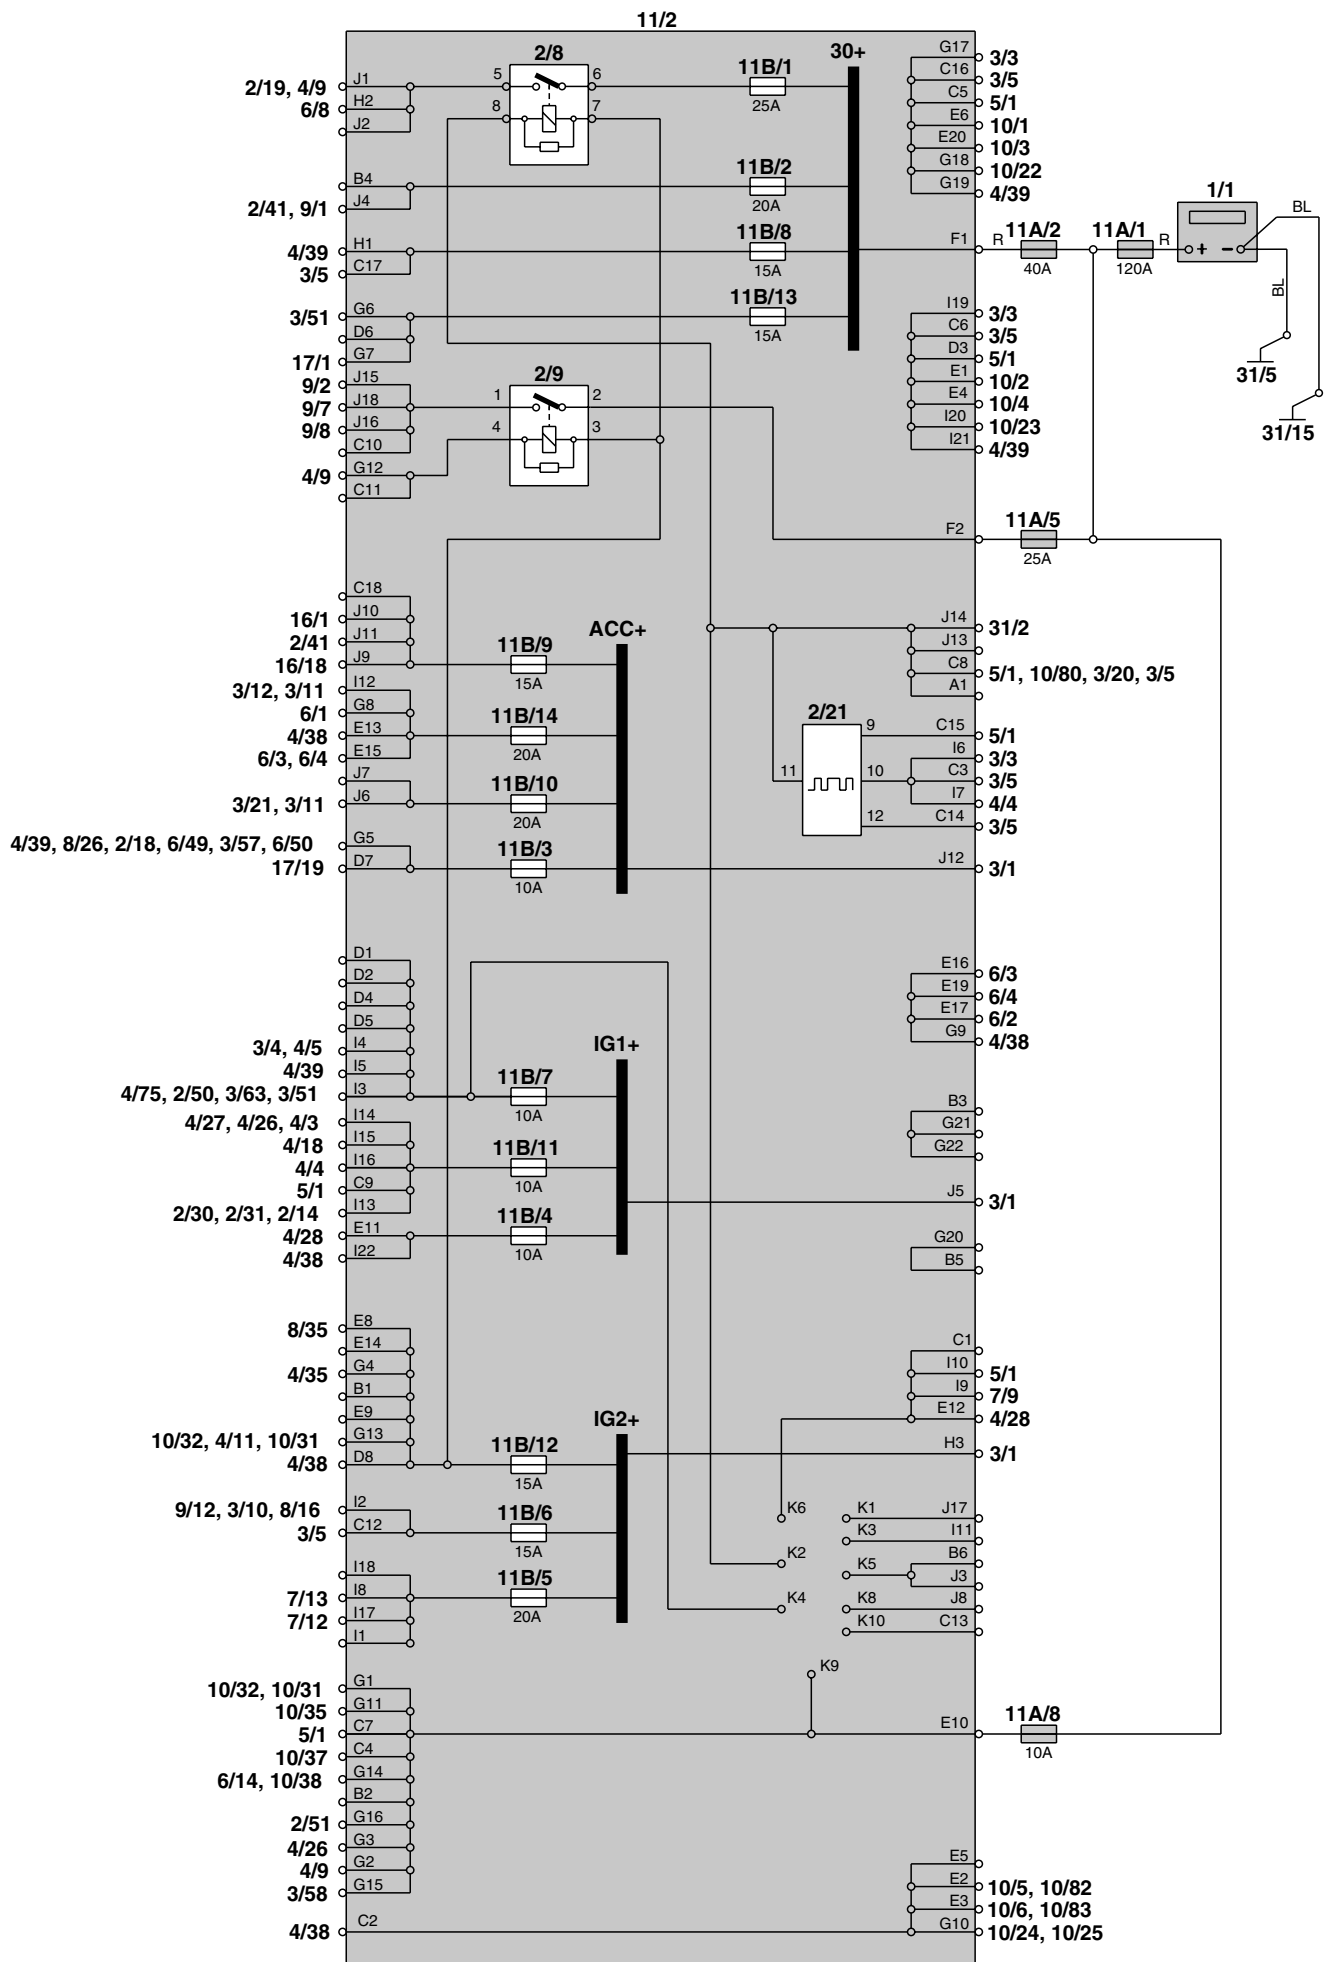 11/2
2/8
5
6
8
7
11B/1
25A
30+
2/19, 4/9 J1
6/8 H2
J2
B4
2/41, 9/1 J4
11B/2
20A
4/39 H1
3/5 C17
11B/8
15A
3/51 G6
D6
17/1 G7
11B/13
15A
9/2 J15
9/7 J18
9/8 J16
C10
4/9 G12
C11
2/9
1
2
4
3
G17 3/3
C16 3/5
C5 5/1
E6 10/1
E20 10/3
G18 10/22
G19 4/39
F1 R
11A/2
40A
11A/1
120A
R
1/1
+ −
BL
BL
31/5
31/15
I19 3/3
C6 3/5
D3 5/1
E1 10/2
E4 10/4
I20 10/23
I21 4/39
F2
11A/5
25A
C18
16/1 J10
2/41 J11
16/18 J9
11B/9
15A
ACC+
3/12, 3/11 I12
6/1 G8
4/38 E13
6/3, 6/4 E15
11B/14
20A
J7
3/21, 3/11 J6
11B/10
20A
4/39, 8/26, 2/18, 6/49, 3/57, 6/50 G5
17/19 D7
11B/3
10A
J14 31/2
J13
C8 5/1, 10/80, 3/20, 3/5
A1
2/21
9
11
10
12
C15 5/1
I6 3/3
C3 3/5
I7 4/4
C14 3/5
J12 3/1
D1
D2
D4
D5
3/4, 4/5 I4
4/39 I5
4/75, 2/50, 3/63, 3/51 I3
11B/7
10A
IG1+
4/27, 4/26, 4/3 I14
4/18 I15
4/4 I16
5/1 C9
2/30, 2/31, 2/14 I13
11B/11
10A
4/28 E11
4/38 I22
11B/4
10A
E16 6/3
E19 6/4
E17 6/2
G9 4/38
B3
G21
G22
J5 3/1
G20
B5
8/35 E8
E14
4/35 G4
B1
E9
10/32, 4/11, 10/31 G13
4/38 D8
11B/12
15A
IG2+
9/12, 3/10, 8/16 I2
3/5 C12
11B/6
15A
I18
7/13 I8
7/12 I17
I1
11B/5
20A
C1
I10 5/1
I9 7/9
E12 4/28
H3 3/1
K6
K2
K4
K1 J17
K3 I11
K5 B6
J3
K8 J8
K10 C13
K9
10/32, 10/31 G1
10/35 G11
5/1 C7
10/37 C4
6/14, 10/38 G14
B2
2/51 G16
4/26 G3
4/9 G2
3/58 G15
4/38 C2
E10
11A/8
10A
E5
E2 10/5, 10/82
E3 10/6, 10/83
G10 10/24, 10/25